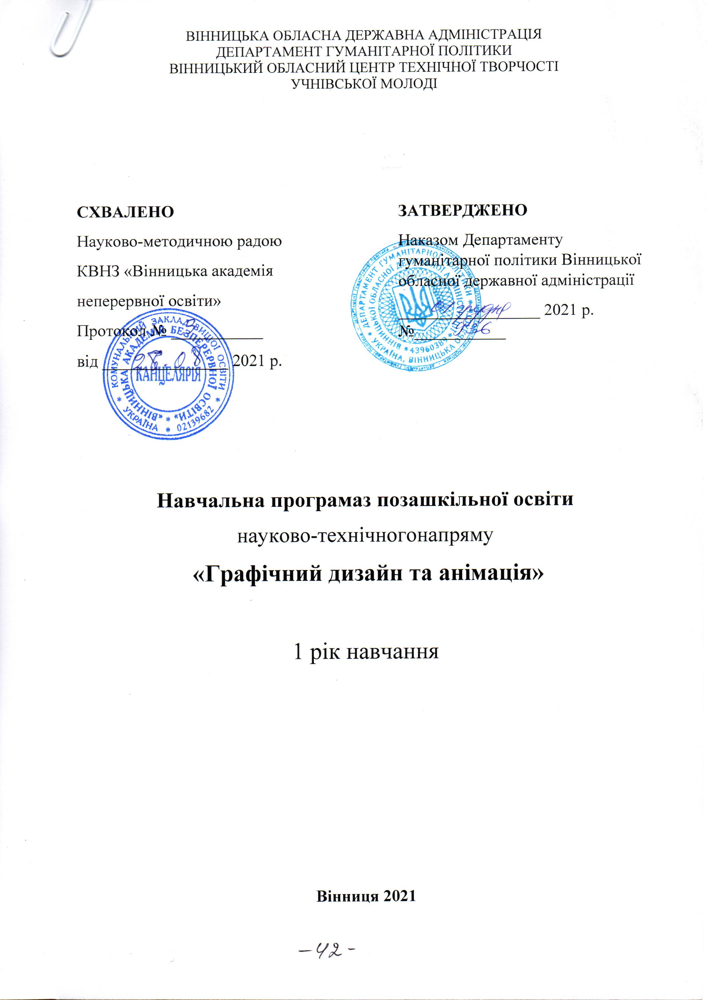 ВІННИЦЬКА ОБЛАСНА ДЕРЖАВНА АДМІНІСТРАЦІЯ
ДЕПАРТАМЕНТ ГУМАНІТАРНОЇ ПОЛІТИКИ
ВІННИЦЬКИЙ ОБЛАСНИЙ ЦЕНТР ТЕХНІЧНОЇ ТВОРЧОСТІ
УЧНІВСЬКОЇ МОЛОДІ
СХВАЛЕНО
Науково-методичною радою
КВНЗ «Вінницька академія
неперервної освіти»
Протокол № 3
від 28.08 2021 р.
КОМУНАЛЬНИЙ ЗАКЛАД ВИЩОЇ ОСВІТИ
«ВІННИЦЬКА АКАДЕМІЯ БЕЗПЕРЕРВНОЇ ОСВІТИ»
КАНЦЕЛЯРІЯ
УКРАЇНА * 02139682
ЗАТВЕРДЖЕНО
Наказом Департаменту
гуманітарної політики Вінницької
обласної державної адміністрації
грудня 2021 р.
№ 936
ДЕПАРТАМЕНТ ГУМАНІТАРНОЇ ПОЛІТИКИ
ВІННИЦЬКОЇ ОБЛАСНОЇ ДЕРЖАВНОЇ АДМІНІСТРАЦІЇ
* 43960389 *
УКРАЇНА, ВІННИЦЬКА ОБЛАСТЬ
Навчальна програмаз позашкільної освіти
науково-технічногонапряму
«Графічний дизайн та анімація»
1 рік навчання
Вінниця 2021
–42-